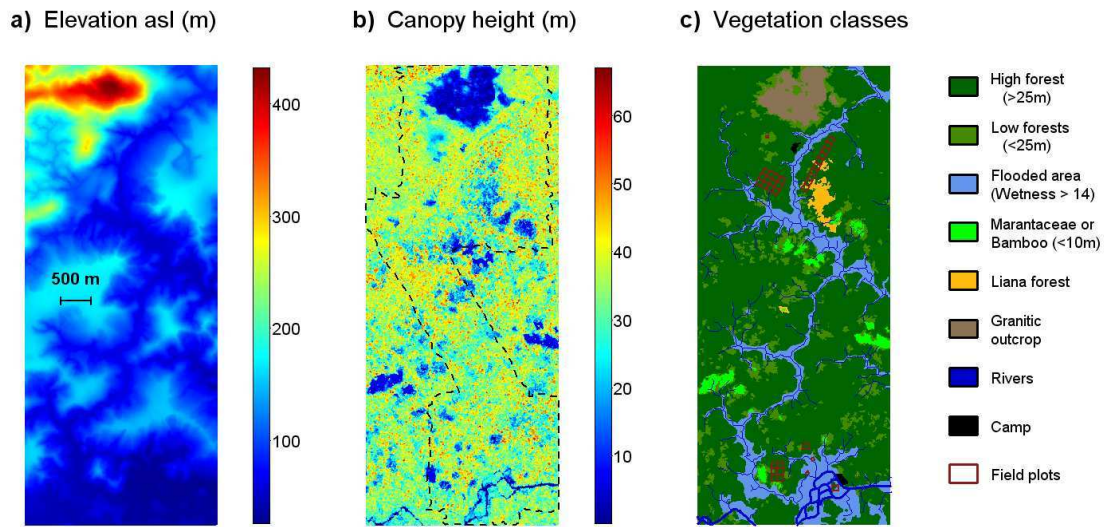 a) Elevation asl (m)
b) Canopy height (m)
c) Vegetation classes
500 m
400
300
200
100
60
50
40
30
20
10
High forest
(>25m)
Low forests
(<25m)
Flooded area
(Wetness > 14)
Marantaceae or
Bamboo (<10m)
Liana forest
Granitic
outcrop
Rivers
Camp
Field plots